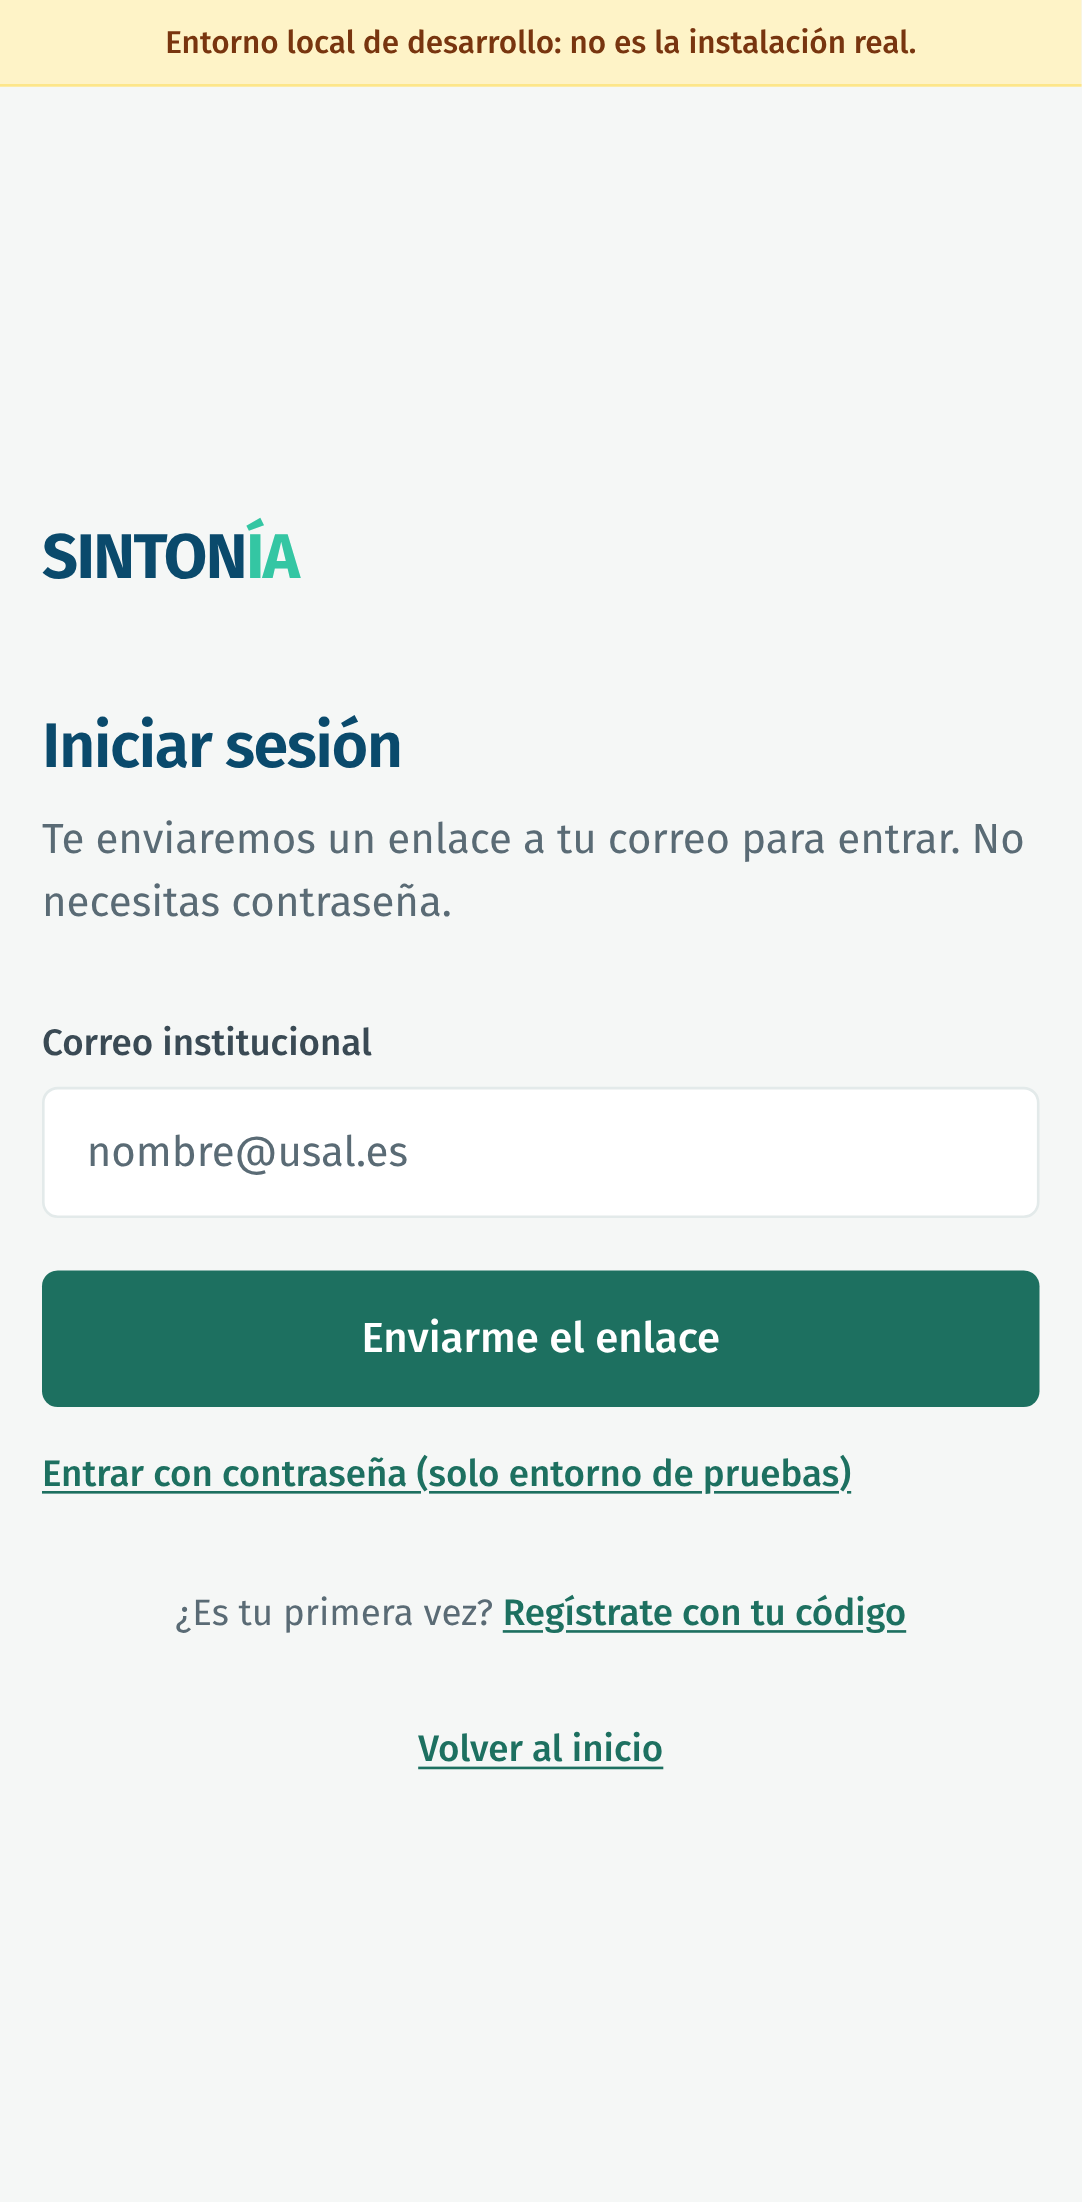 Entorno local de desarrollo: no es la instalación real.
SINTONÍA
Iniciar sesión
Te enviaremos un enlace a tu correo para entrar. No
necesitas contraseña.
Correo institucional
nombre@usal.es
Enviarme el enlace
Entrar con contraseña (solo entorno de pruebas)
¿Es tu primera vez? Regístrate con tu código
Volver al inicio